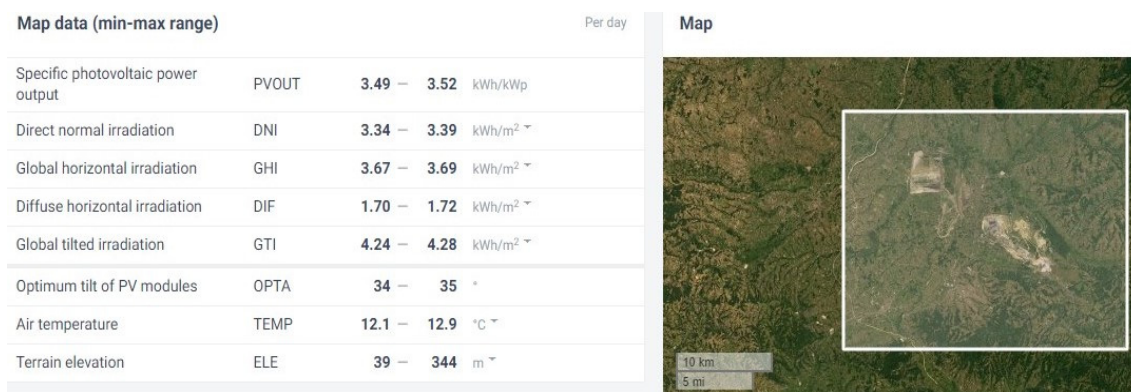 Map data (min-max range) Per day
Specific photovoltaic power
output PVOUT 3.49 — 3.52 kWh/kWp
Direct normal irradiation DNI 3.34 — 3.39 kWh/m²
Global horizontal irradiation GHI 3.67 — 3.69 kWh/m²
Diffuse horizontal irradiation DIF 1.70 — 1.72 kWh/m²
Global tilted irradiation GTI 4.24 — 4.28 kWh/m²
Optimum tilt of PV modules OPTA 34 — 35 °
Air temperature TEMP 12.1 — 12.9 °C
Terrain elevation ELE 39 — 344 m
Map
10 km
5 mi